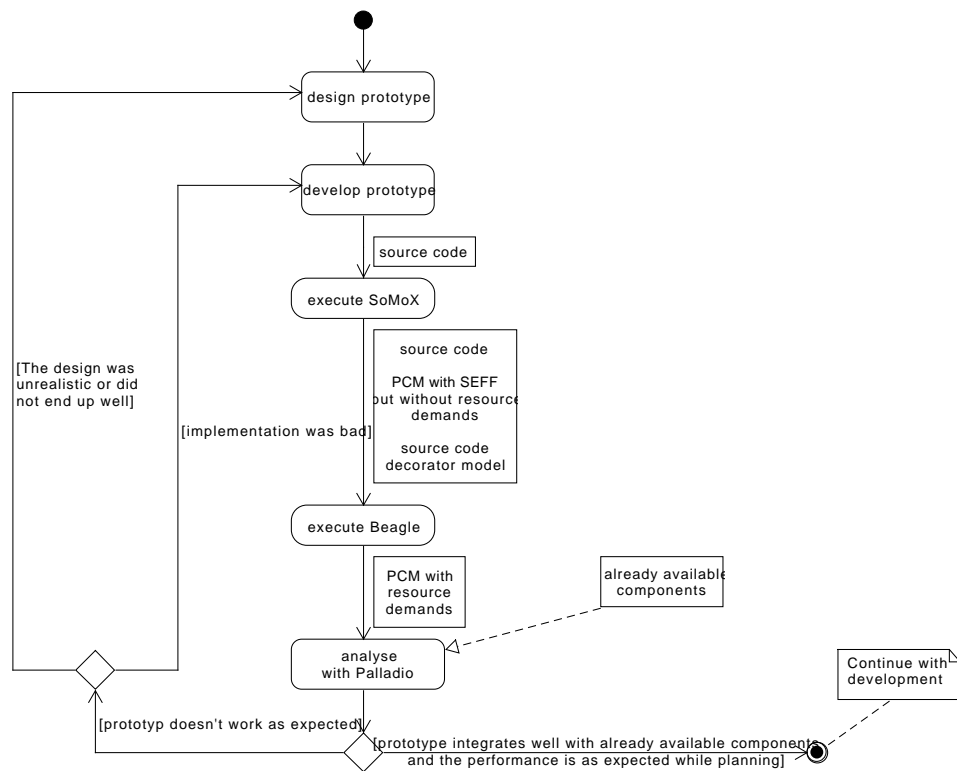 design prototype
develop prototype
source code
execute SoMoX
source code
PCM with SEFF
out without resource
demands
source code
decorator model
[The design was
unrealistic or did
not end up well]
[implementation was bad]
execute Beagle
PCM with
resource
demands
already available
components
analyse
with Palladio
Continue with
development
[prototyp doesn't work as expected]
[prototype integrates well with already available components
and the performance is as expected while planning]